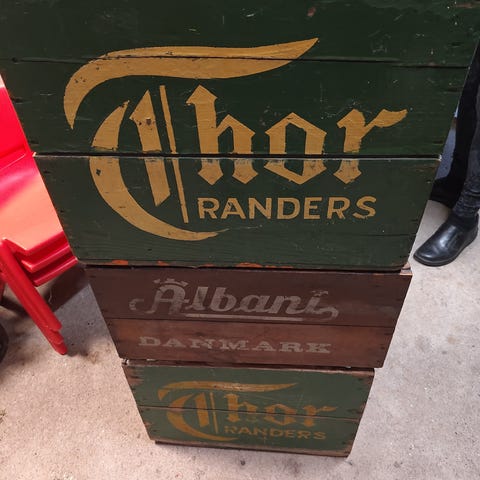 Thor
RANDERS
Albani
DANMARK
Thor
RANDERS